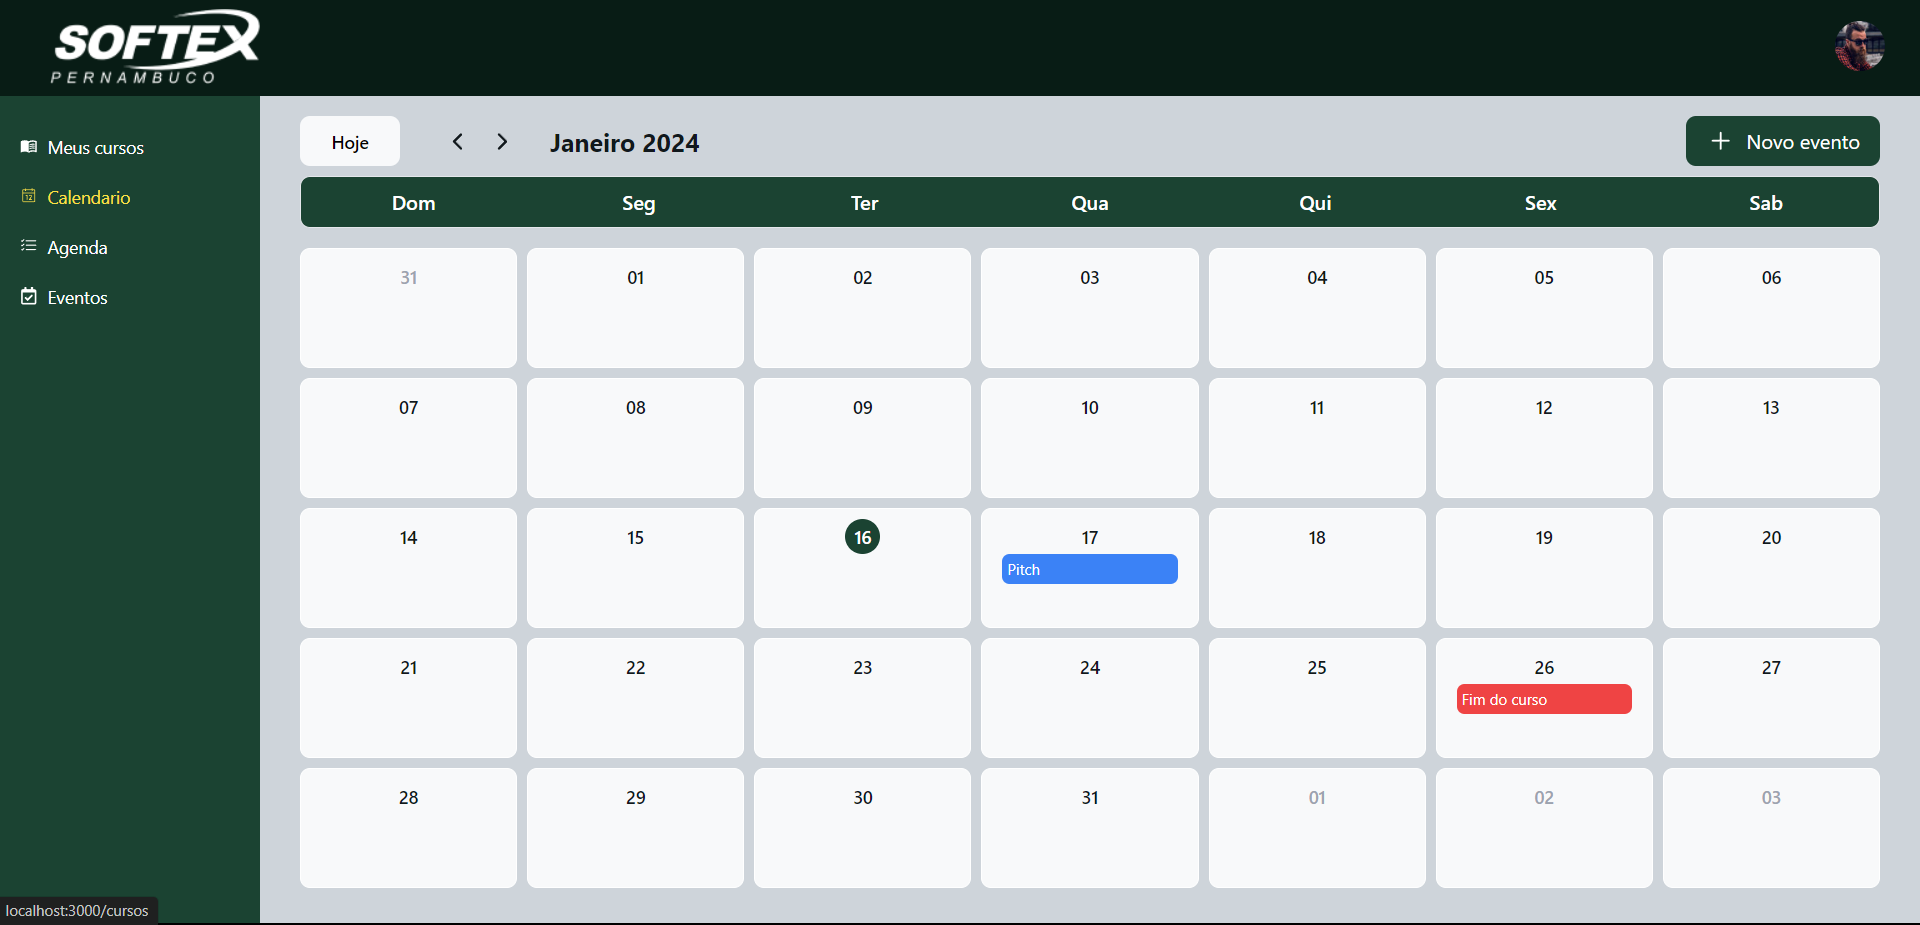 SOFTEX
PERNAMBUCO
Meus cursos
Calendario
Agenda
Eventos
Hoje
Janeiro 2024
Novo evento
Dom Seg Ter Qua Qui Sex Sab
31 01 02 03 04 05 06
07 08 09 10 11 12 13
14 15 16 17 18 19 20
Pitch
21 22 23 24 25 26 27
Fim do curso
28 29 30 31 01 02 03
localhost:3000/cursos